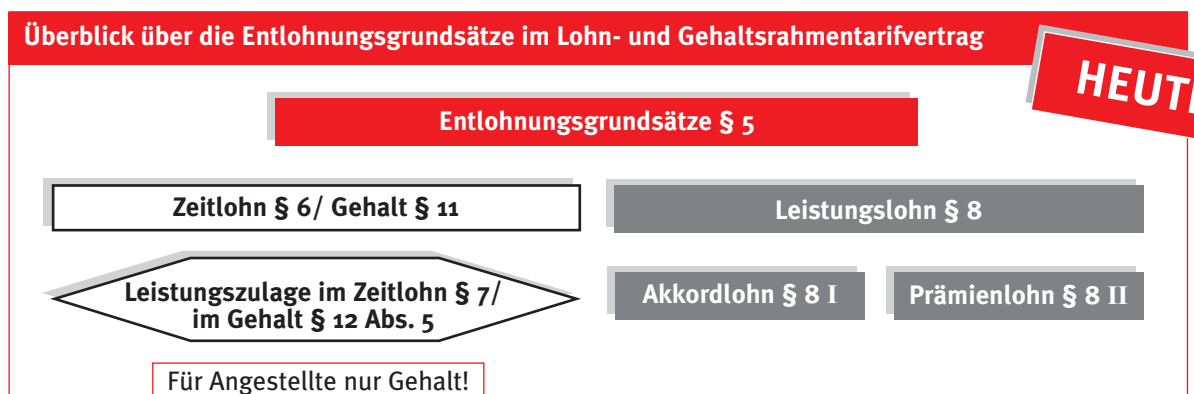 Überblick über die Entlohnungsgrundsätze im Lohn- und Gehaltsrahmentarifvertrag
HEUT
Entlohnungsgrundsätze § 5
Zeitlohn § 6/ Gehalt § 11
Leistungslohn § 8
Leistungszulage im Zeitlohn § 7/
im Gehalt § 12 Abs. 5
Akkordlohn § 8 I
Prämienlohn § 8 II
Für Angestellte nur Gehalt!